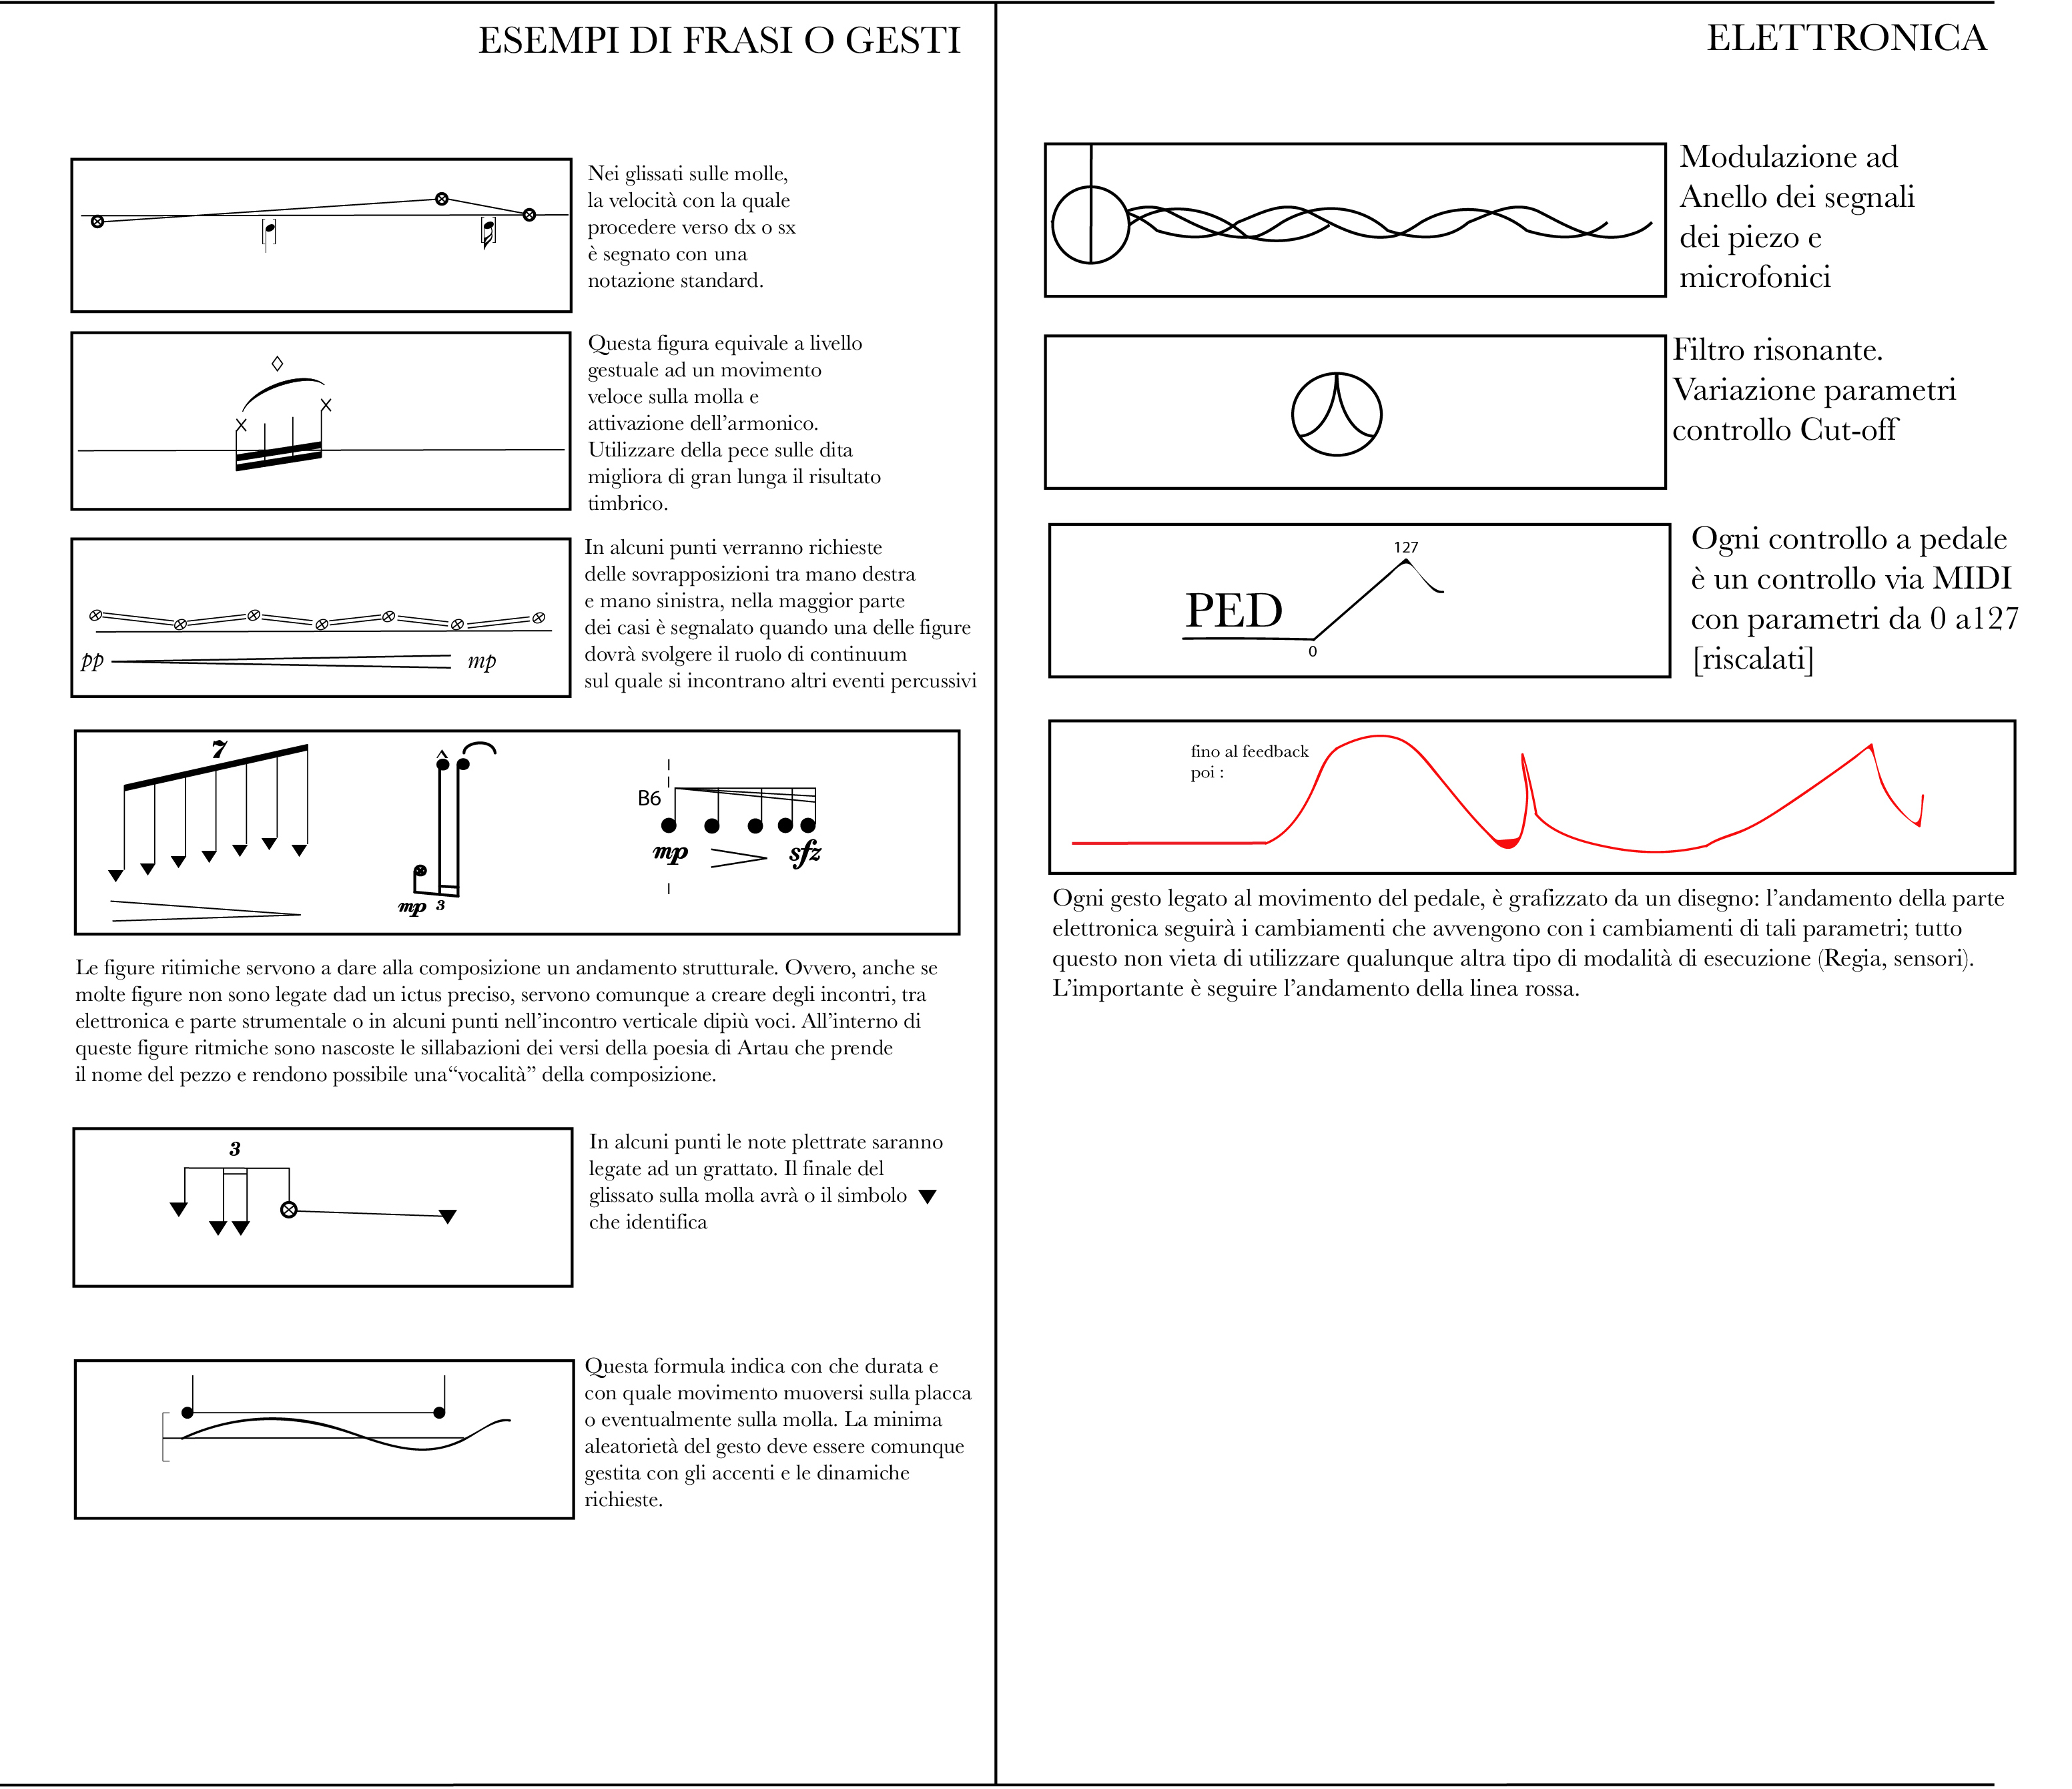 ESEMPI DI FRASI O GESTI
Nei glissati sulle molle,
la velocità con la quale
procedere verso dx o sx
è segnato con una
notazione standard.
Questa figura equivale a livello
gestuale ad un movimento
veloce sulla molla e
attivazione dell’armonico.
Utilizzare della pece sulle dita
migliora di gran lunga il risultato
timbrico.
pp
mp
In alcuni punti verranno richieste
delle sovrapposizioni tra mano destra
e mano sinistra, nella maggior parte
dei casi è segnalato quando una delle figure
dovrà svolgere il ruolo di continuum
sul quale si incontrano altri eventi percussivi
7
mp 3
B6
mp
sfz
Le figure ritimiche servono a dare alla composizione un andamento strutturale. Ovvero, anche se
molte figure non sono legate dad un ictus preciso, servono comunque a creare degli incontri, tra
elettronica e parte strumentale o in alcuni punti nell’incontro verticale dipiù voci. All’interno di
queste figure ritmiche sono nascoste le sillabazioni dei versi della poesia di Artau che prende
il nome del pezzo e rendono possibile una“vocalità” della composizione.
3
In alcuni punti le note plettrate saranno
legate ad un grattato. Il finale del
glissato sulla molla avrà o il simbolo
che identifica
Questa formula indica con che durata e
con quale movimento muoversi sulla placca
o eventualmente sulla molla. La minima
aleatorietà del gesto deve essere comunque
gestita con gli accenti e le dinamiche
richieste.
ELETTRONICA
Modulazione ad
Anello dei segnali
dei piezo e
microfonici
Filtro risonante.
Variazione parametri
controllo Cut-off
PED
0
127
Ogni controllo a pedale
è un controllo via MIDI
con parametri da 0 a127
[riscalati]
fino al feedback
poi :
Ogni gesto legato al movimento del pedale, è grafizzato da un disegno: l’andamento della parte
elettronica seguirà i cambiamenti che avvengono con i cambiamenti di tali parametri; tutto
questo non vieta di utilizzare qualunque altra tipo di modalità di esecuzione (Regia, sensori).
L’importante è seguire l’andamento della linea rossa.